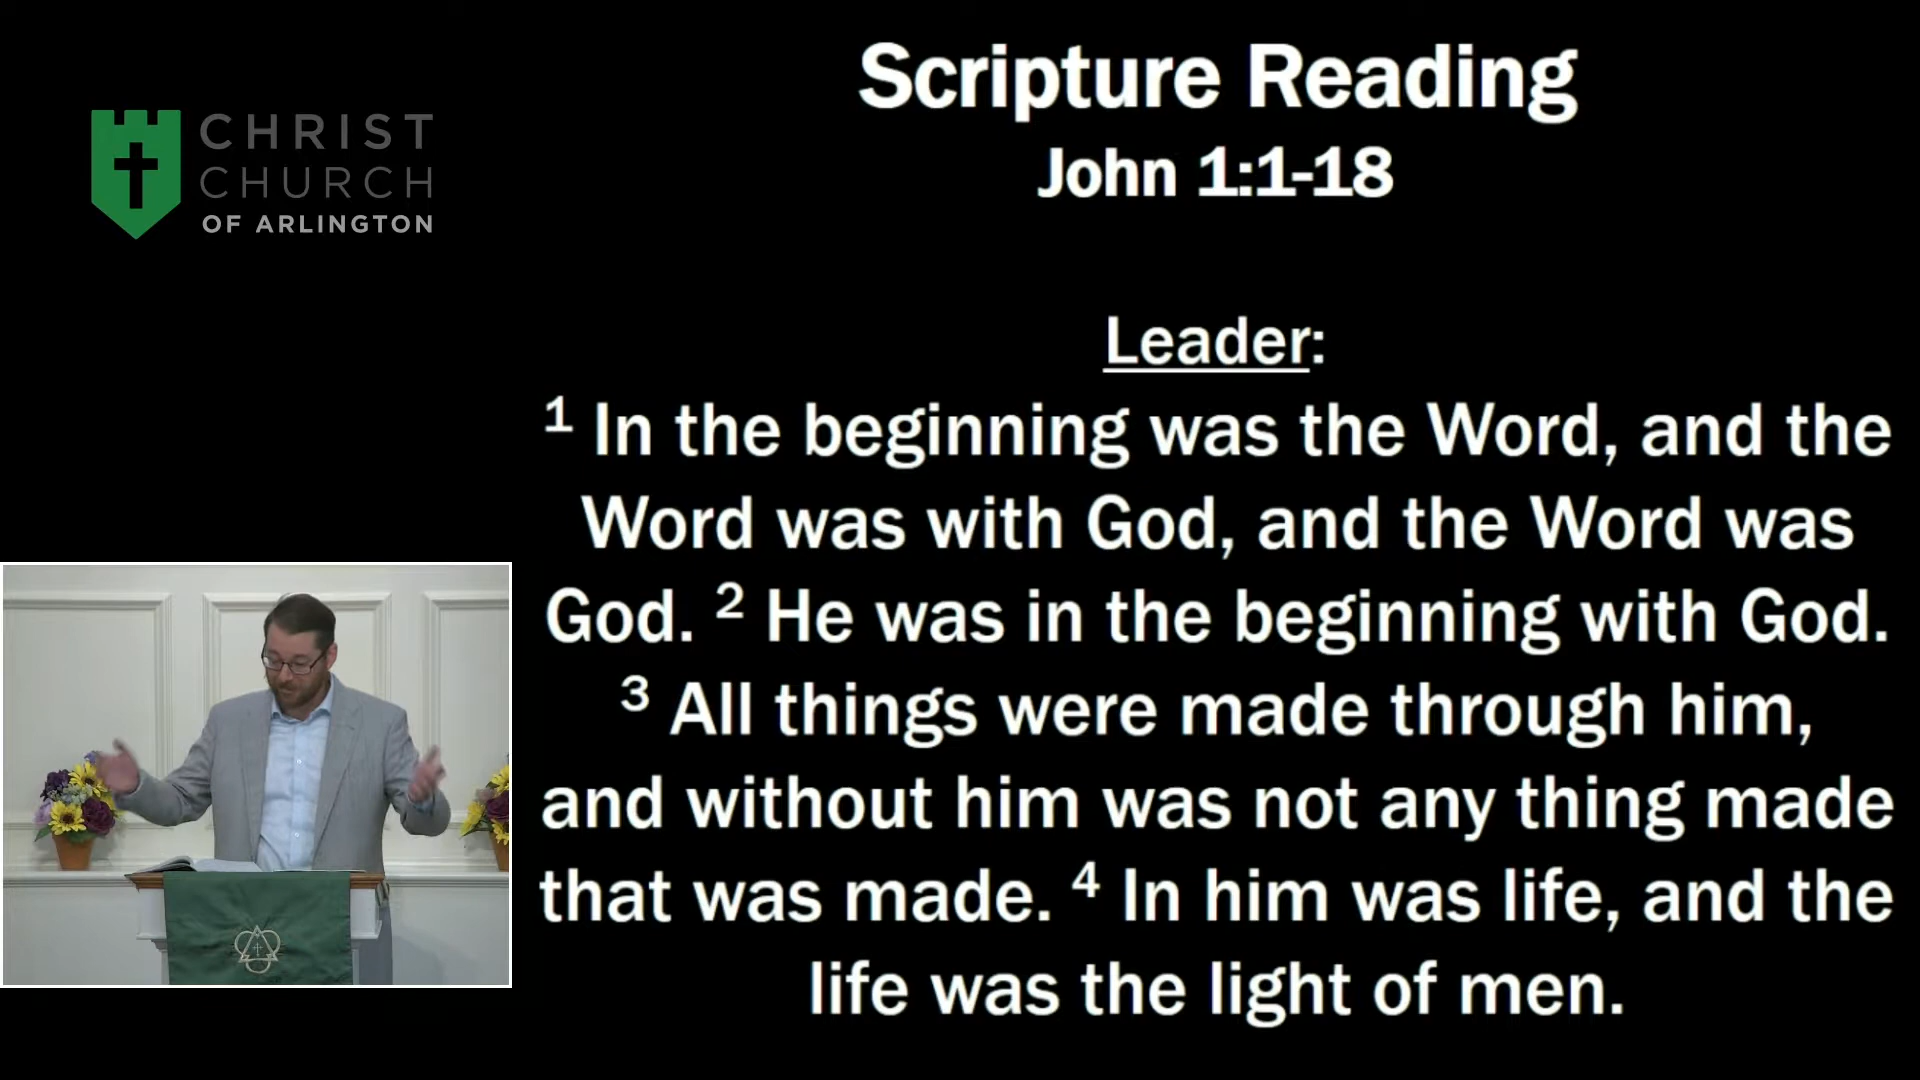 CHRIST
CHURCH
OF ARLINGTON
Scripture Reading
John 1:1-18
Leader:
¹ In the beginning was the Word, and the
Word was with God, and the Word was
God. ² He was in the beginning with God.
³ All things were made through him,
and without him was not any thing made
that was made. ⁴ In him was life, and the
life was the light of men.